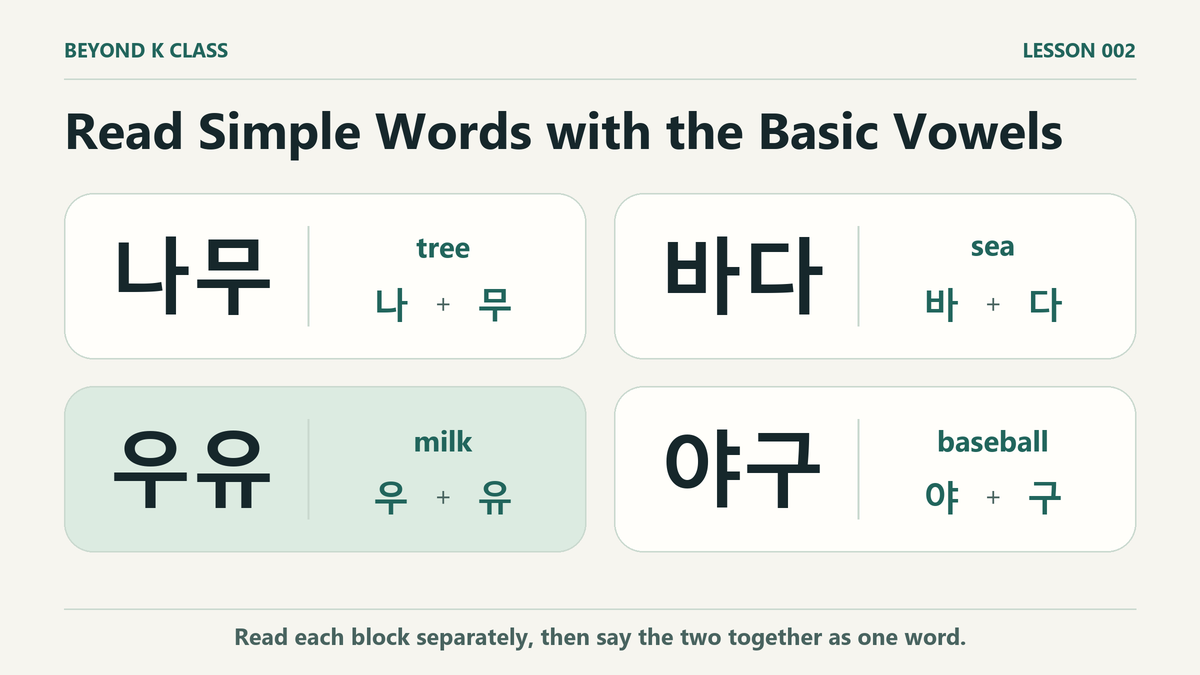 BEYOND K CLASS
LESSON 002
Read Simple Words with the Basic Vowels
나무
tree
나 + 무
바다
sea
바 + 다
우유
milk
우 + 유
야구
baseball
야 + 구
Read each block separately, then say the two together as one word.